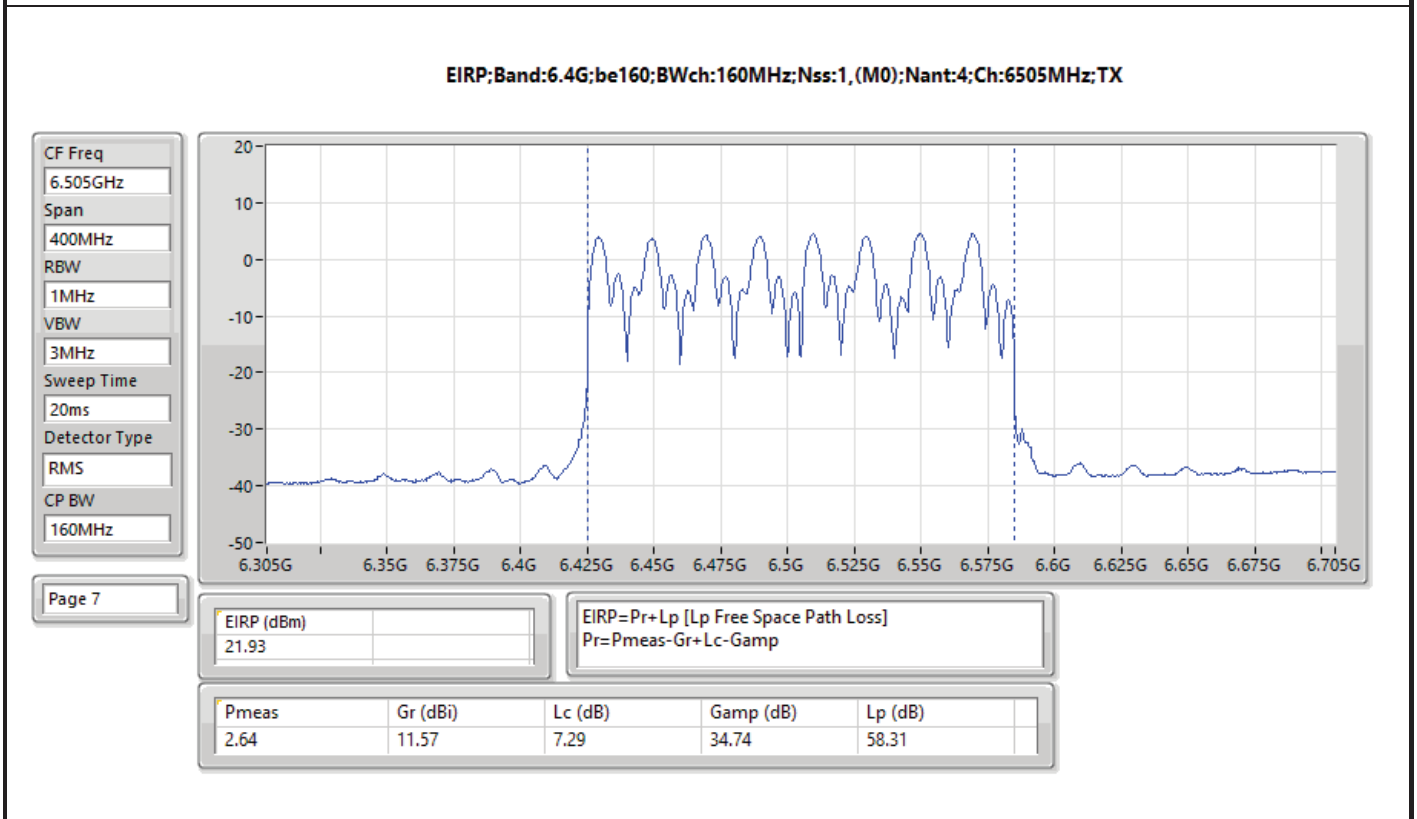 EIRP;Band:6.4G;be160;BWch:160MHz;Nss:1,(M0);Nant:4;Ch:6505MHz;TX
CF Freq
6.505GHz
Span
400MHz
RBW
1MHz
VBW
3MHz
Sweep Time
20ms
Detector Type
RMS
CP BW
160MHz
Page 7
20
10
0
-10
-20
-30
-40
-50
6.305G 6.35G 6.375G 6.4G 6.425G 6.45G 6.475G 6.5G 6.525G 6.55G 6.575G 6.6G 6.625G 6.65G 6.675G 6.705G
EIRP (dBm)
21.93
EIRP=Pr+Lp [Lp Free Space Path Loss]
Pr=Pmeas-Gr+Lc-Gamp
Pmeas Gr (dBi) Lc (dB) Gamp (dB) Lp (dB)
2.64 11.57 7.29 34.74 58.31